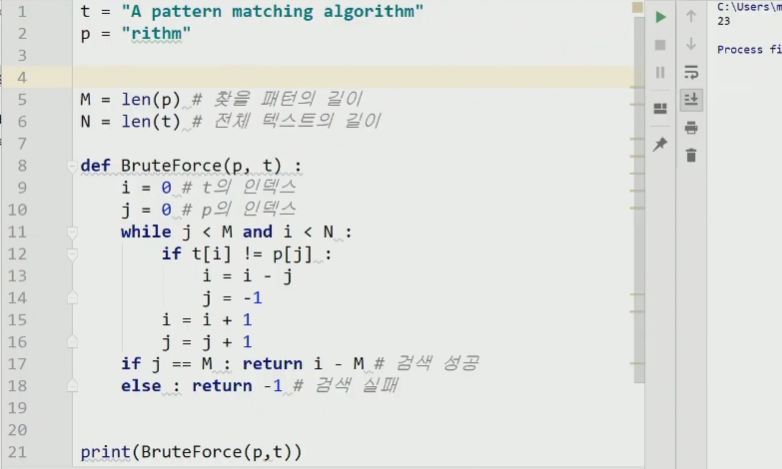 1 t = "A pattern matching algorithm"
2 p = "rithm"
3
4
5 M = len(p) # 찾을 패턴의 길이
6 N = len(t) # 전체 텍스트의 길이
7
8 def BruteForce(p, t) :
9 i = 0 # t의 인덱스
10 j = 0 # p의 인덱스
11 while j < M and i < N :
12 if t[i] != p[j] :
13 i = i - j
14 j = -1
15 i = i + 1
16 j = j + 1
17 if j == M : return i - M # 검색 성공
18 else : return -1 # 검색 실패
19
20
21 print(BruteForce(p,t))
C:\Users\m
23
Process fi